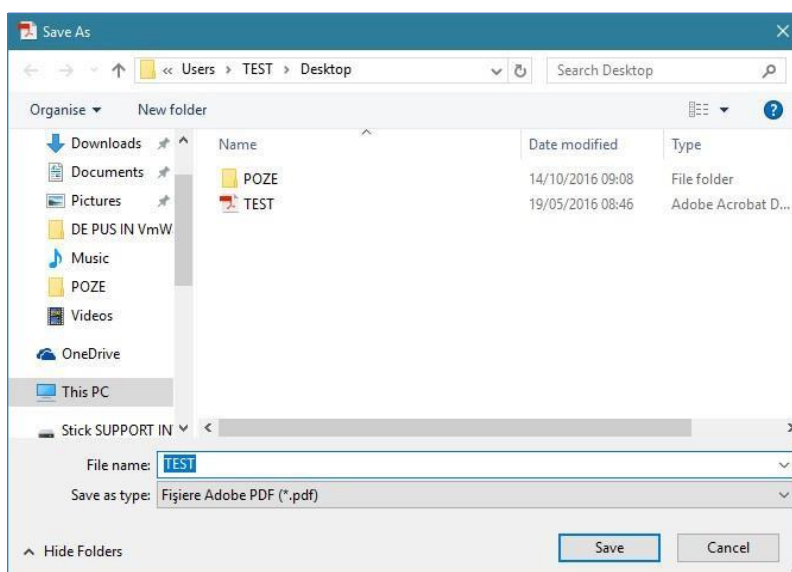 Save As
« Users › TEST › Desktop
Search Desktop
Organise
New folder
Name
Date modified
Type
Downloads
Documents
Pictures
DE PUS IN VmW
Music
POZE
Videos
OneDrive
This PC
Stick SUPPORT IN
POZE 14/10/2016 09:08 File folder
TEST 19/05/2016 08:46 Adobe Acrobat D...
File name: TEST
Save as type: Fișiere Adobe PDF (*.pdf)
Hide Folders
Save
Cancel